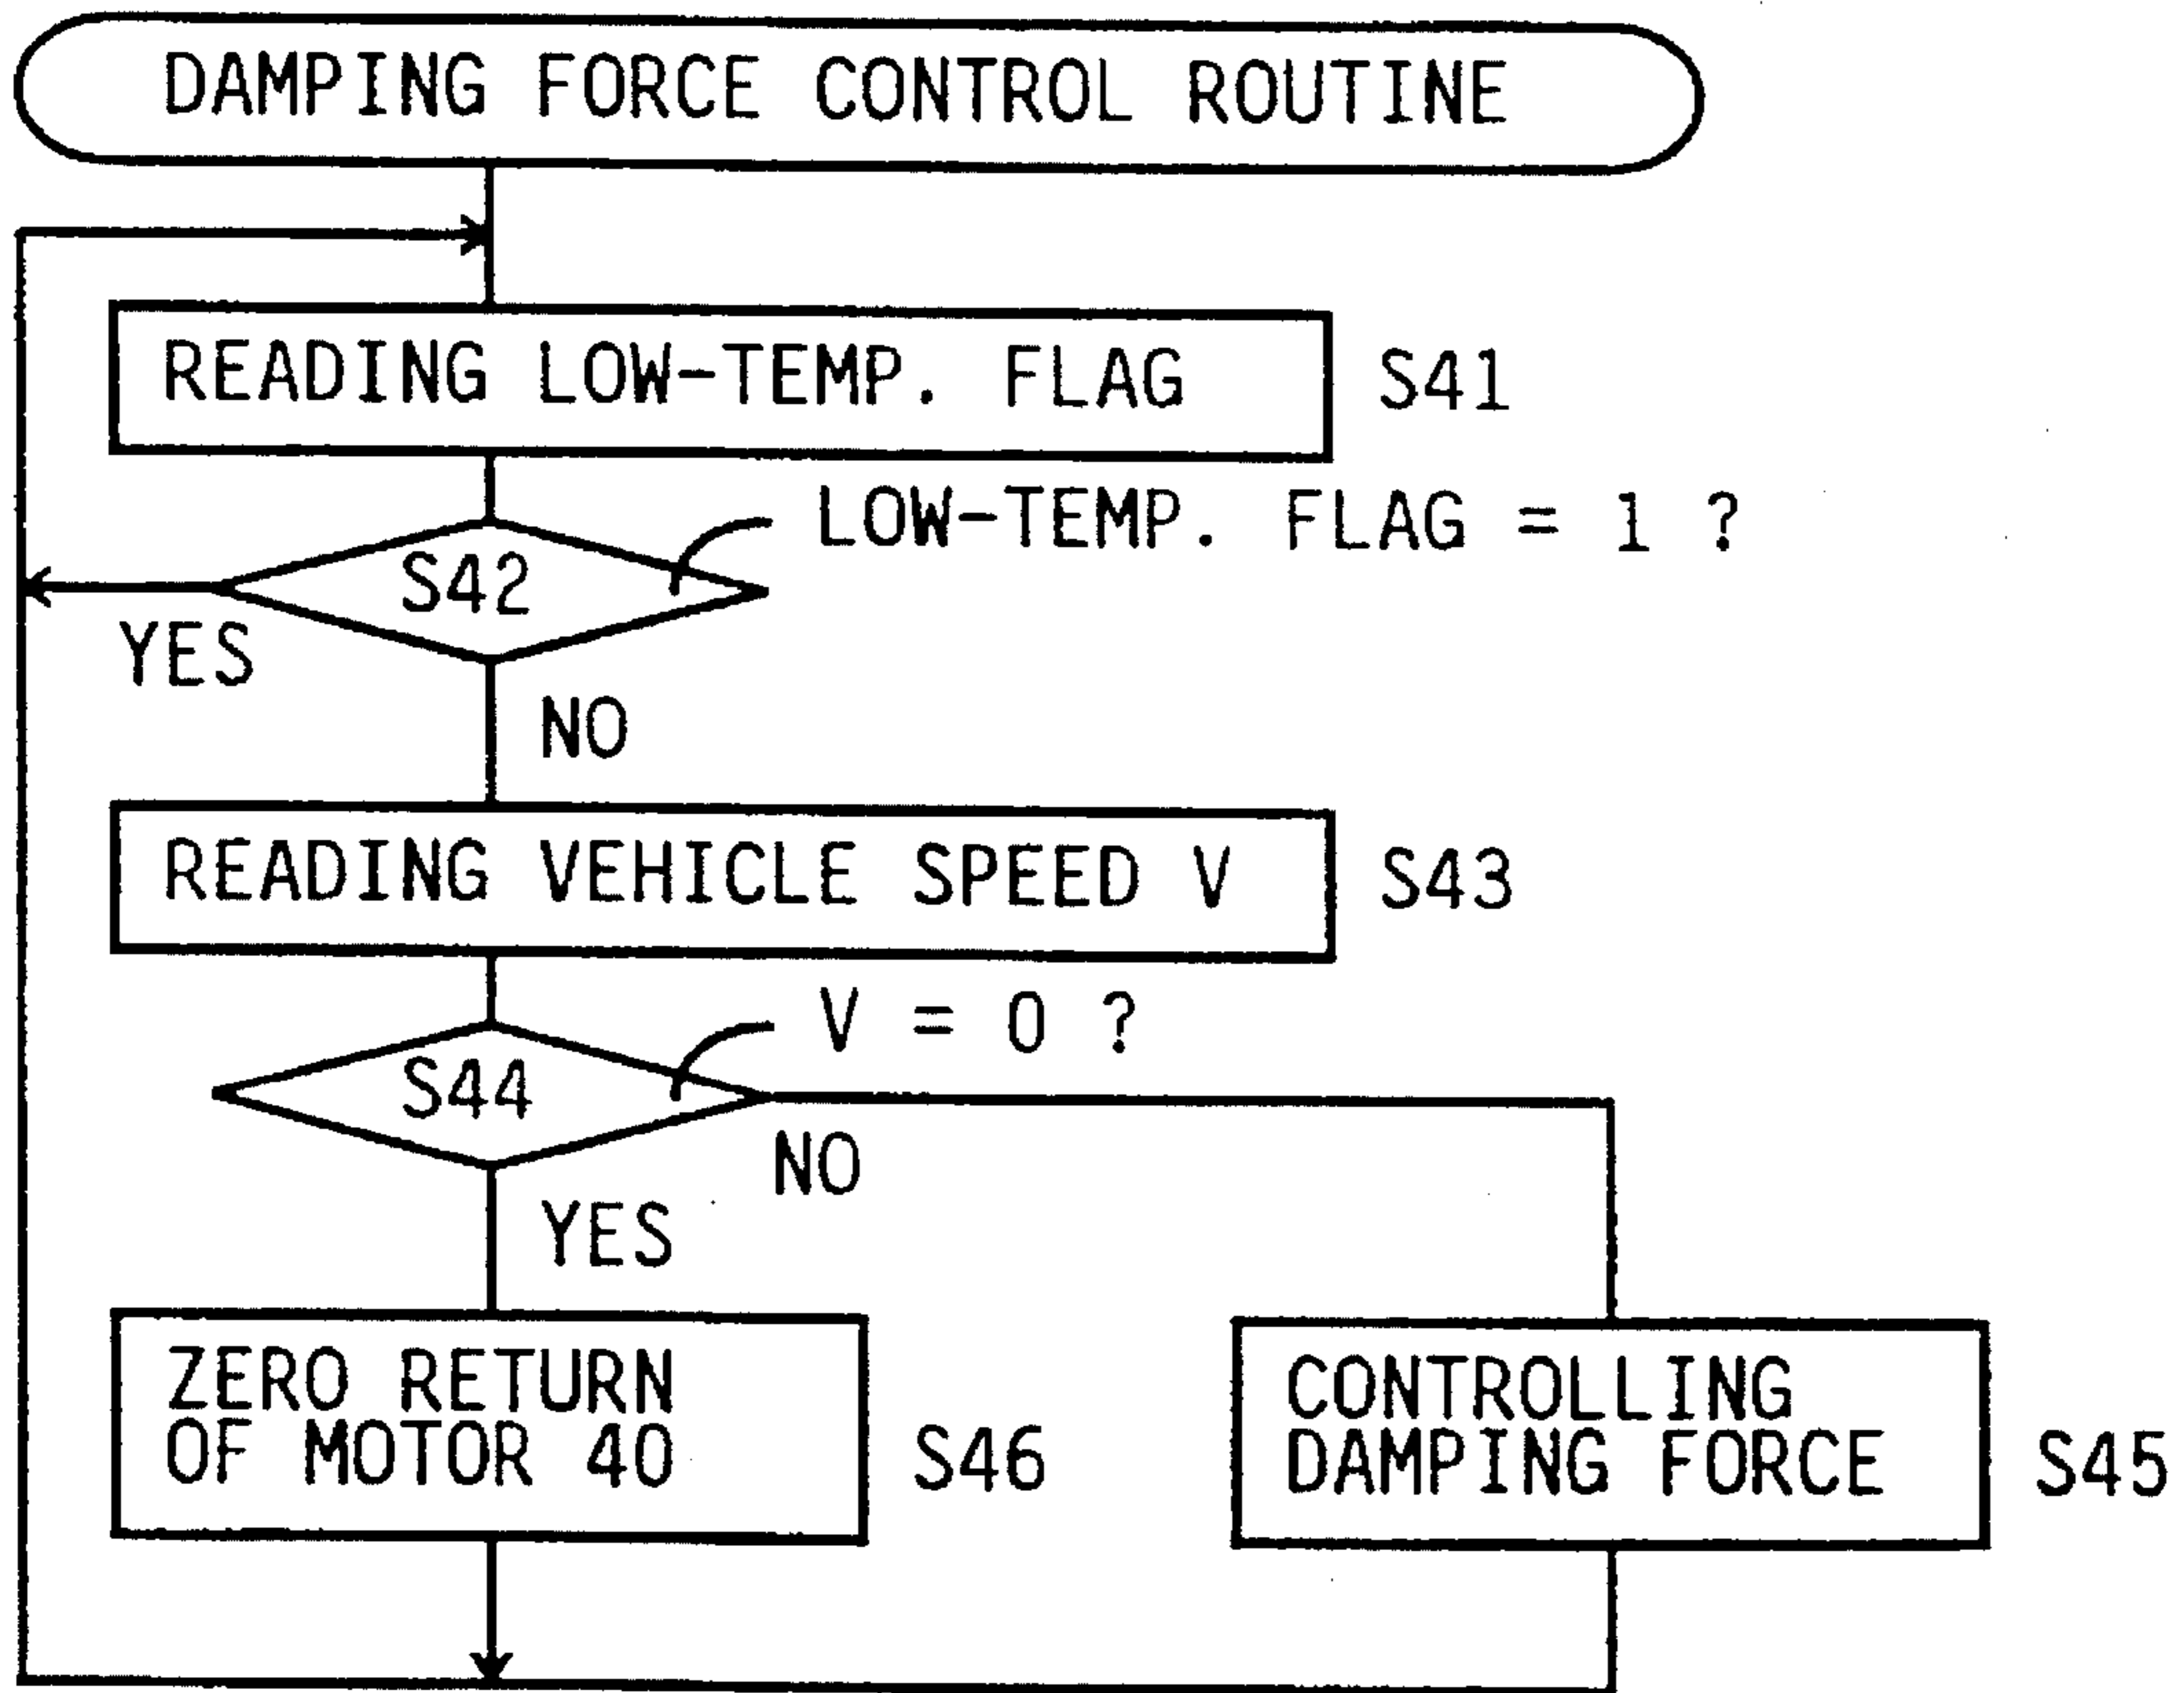 DAMPING FORCE CONTROL ROUTINE
READING LOW-TEMP. FLAG
S41
LOW-TEMP. FLAG = 1 ?
S42
YES
NO
READING VEHICLE SPEED V
S43
V = 0 ?
S44
NO
YES
ZERO RETURN
OF MOTOR 40
S46
CONTROLLING
DAMPING FORCE
S45